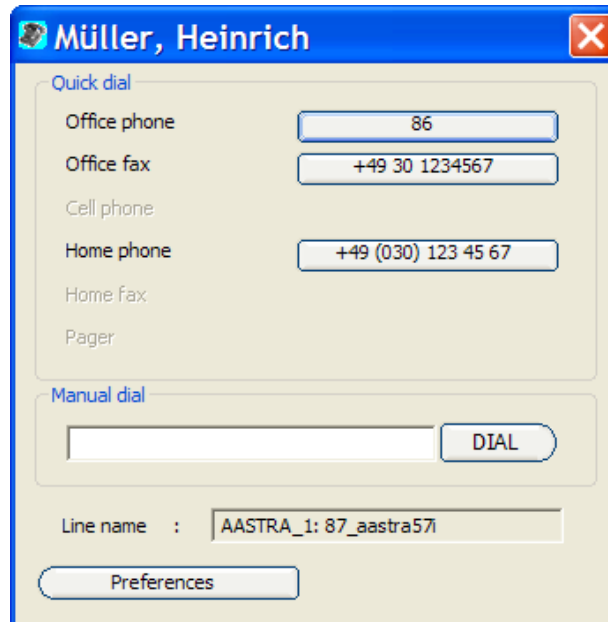 Müller, Heinrich
Quick dial
Office phone 86
Office fax +49 30 1234567
Cell phone
Home phone +49 (030) 123 45 67
Home fax
Pager
Manual dial
DIAL
Line name : AASTRA_1: 87_aastra57i
Preferences